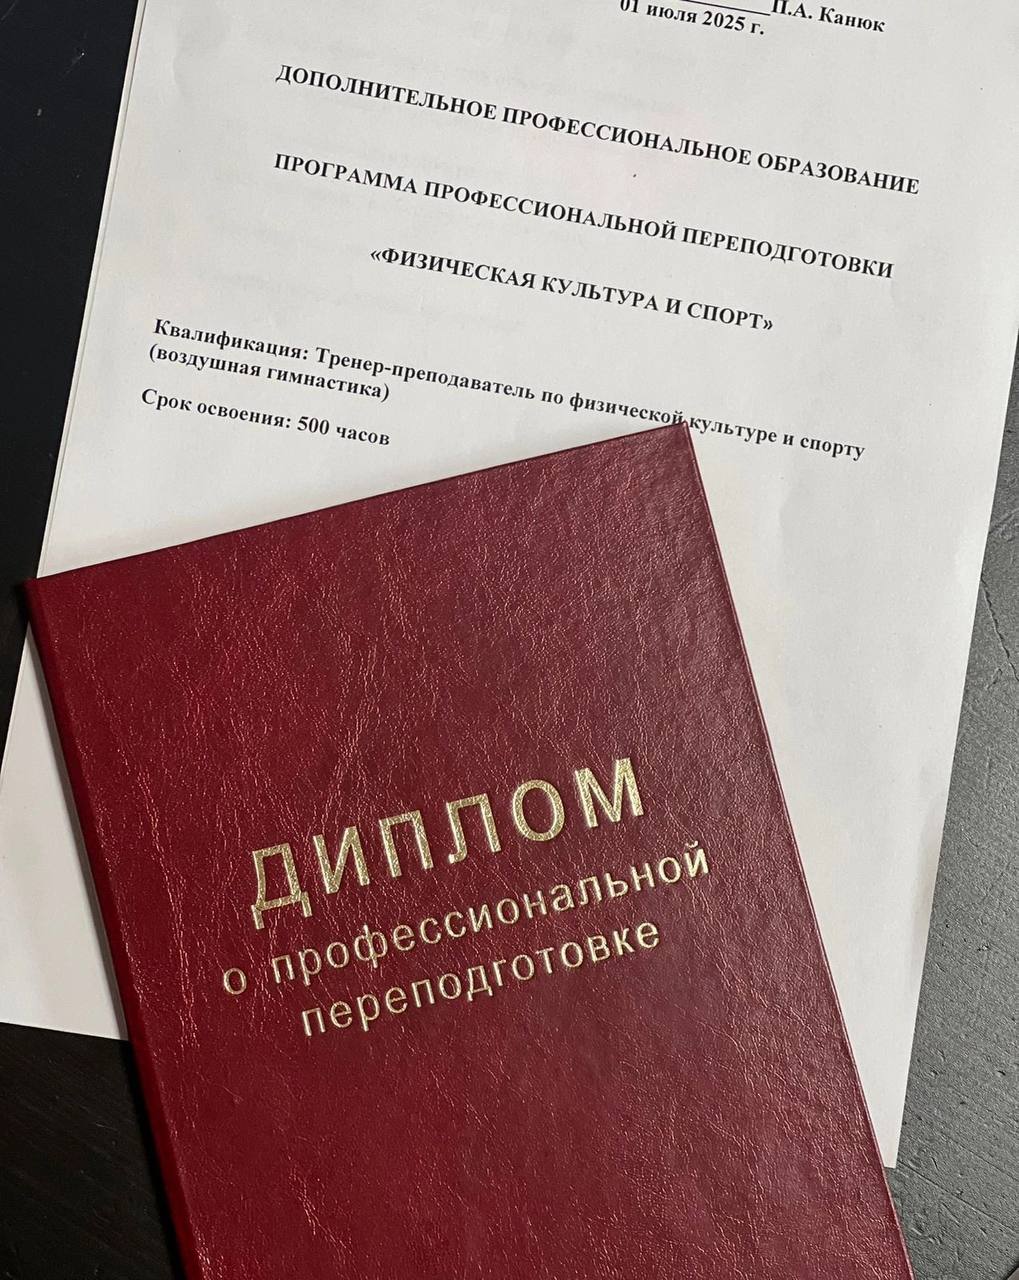 П.А. Канюк
01 июля 2025 г.
ДОПОЛНИТЕЛЬНОЕ ПРОФЕССИОНАЛЬНОЕ ОБРАЗОВАНИЕ
ПРОГРАММА ПРОФЕССИОНАЛЬНОЙ ПЕРЕПОДГОТОВКИ
«ФИЗИЧЕСКАЯ КУЛЬТУРА И СПОРТ»
Квалификация: Тренер-преподаватель по физической культуре и спорту
(воздушная гимнастика)
Срок освоения: 500 часов
ДИПЛОМ
о профессиональной
переподготовке